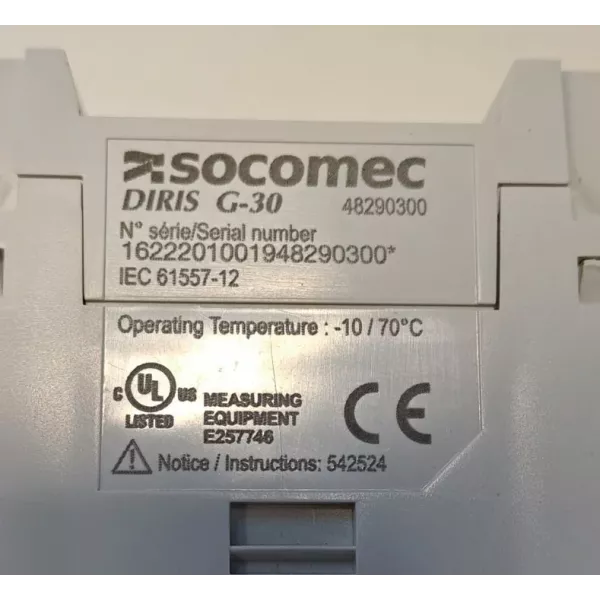 socomec
DIRIS G-30 48290300
N° série/Serial number
1622201001948290300*
IEC 61557-12
Operating Temperature : -10 / 70°C
C UL US
LISTED
MEASURING
EQUIPMENT
E257746
CE
Notice / Instructions: 542524